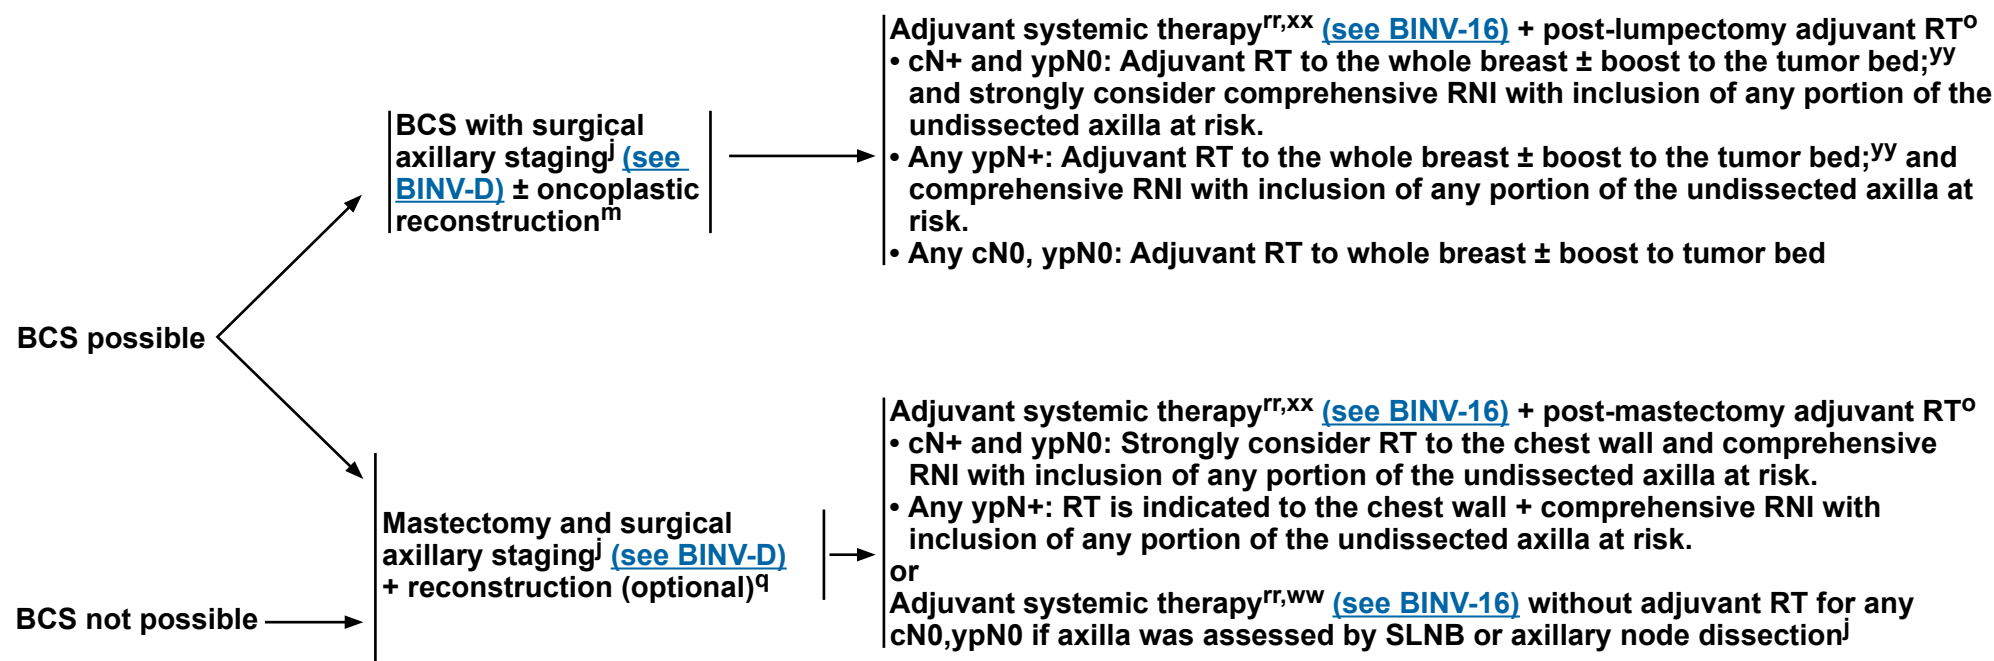 Adjuvant systemic therapyrr,xx (see BINV-16) + post-lumpectomy adjuvant RTo
• cN+ and ypN0: Adjuvant RT to the whole breast ± boost to the tumor bed;yy
and strongly consider comprehensive RNI with inclusion of any portion of the
undissected axilla at risk.
• Any ypN+: Adjuvant RT to the whole breast ± boost to the tumor bed;yy and
comprehensive RNI with inclusion of any portion of the undissected axilla at
risk.
• Any cN0, ypN0: Adjuvant RT to whole breast ± boost to tumor bed
BCS with surgical
axillary stagingj (see
BINV-D) ± oncoplastic
reconstructionm
BCS possible
Adjuvant systemic therapyrr,xx (see BINV-16) + post-mastectomy adjuvant RTo
• cN+ and ypN0: Strongly consider RT to the chest wall and comprehensive
RNI with inclusion of any portion of the undissected axilla at risk.
• Any ypN+: RT is indicated to the chest wall + comprehensive RNI with
inclusion of any portion of the undissected axilla at risk.
or
Adjuvant systemic therapyrr,ww (see BINV-16) without adjuvant RT for any
cN0,ypN0 if axilla was assessed by SLNB or axillary node dissectionj
Mastectomy and surgical
axillary stagingj (see BINV-D)
+ reconstruction (optional)q
BCS not possible